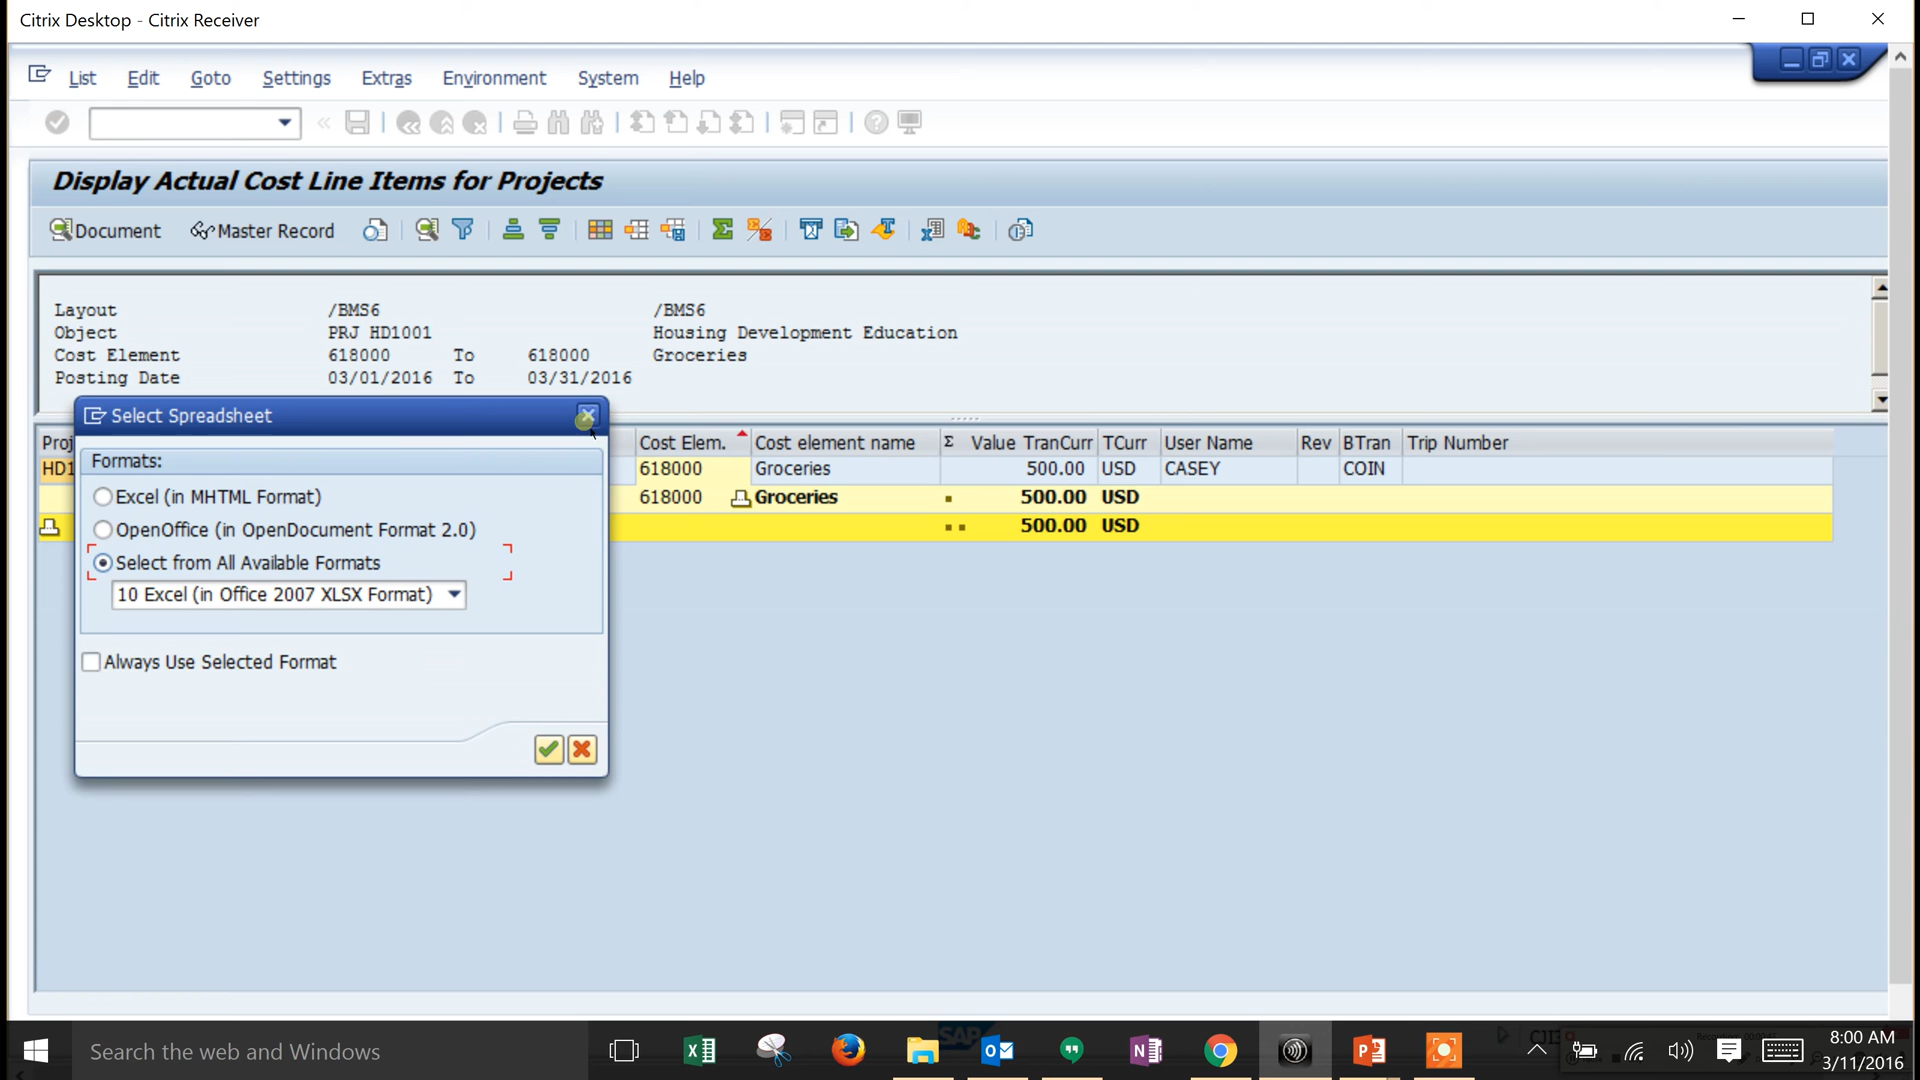 Citrix Desktop - Citrix Receiver
List Edit Goto Settings Extras Environment System Help
Display Actual Cost Line Items for Projects
Document Master Record
Layout /BMS6 /BMS6
Object PRJ HD1001 Housing Development Education
Cost Element 618000 To 618000 Groceries
Posting Date 03/01/2016 To 03/31/2016
Select Spreadsheet
Formats:
Excel (in MHTML Format)
OpenOffice (in OpenDocument Format 2.0)
Select from All Available Formats
10 Excel (in Office 2007 XLSX Format)
Always Use Selected Format
Proj Cost Elem. Cost element name Σ Value TranCurr TCurr User Name Rev BTran Trip Number
HD1 618000 Groceries 500.00 USD CASEY COIN
618000 Groceries 500.00 USD
500.00 USD
SAP
Search the web and Windows
8:00 AM
3/11/2016